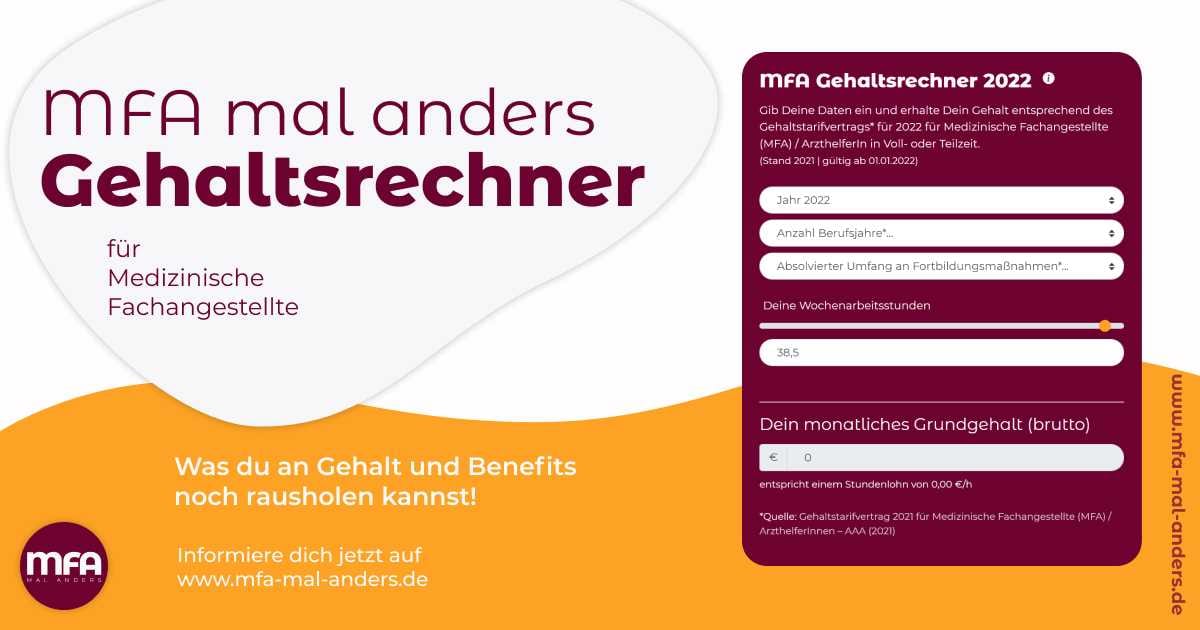 MFA mal anders
Gehaltsrechner
für
Medizinische
Fachangestellte
Was du an Gehalt und Benefits
noch rausholen kannst!
Informiere dich jetzt auf
www.mfa-mal-anders.de
MFA
MAL ANDERS
MFA Gehaltsrechner 2022 i
Gib Deine Daten ein und erhalte Dein Gehalt entsprechend des
Gehaltstarifvertrags* für 2022 für Medizinische Fachangestellte
(MFA) / ArzthelferIn in Voll- oder Teilzeit.
(Stand 2021 | gültig ab 01.01.2022)
Jahr 2022
Anzahl Berufsjahre*...
Absolvierter Umfang an Fortbildungsmaßnahmen*...
Deine Wochenarbeitsstunden
38,5
Dein monatliches Grundgehalt (brutto)
€ 0
entspricht einem Stundenlohn von 0,00 €/h
*Quelle: Gehaltstarifvertrag 2021 für Medizinische Fachangestellte (MFA) /
ArzthelferInnen – AAA (2021)
www.mfa-mal-anders.de